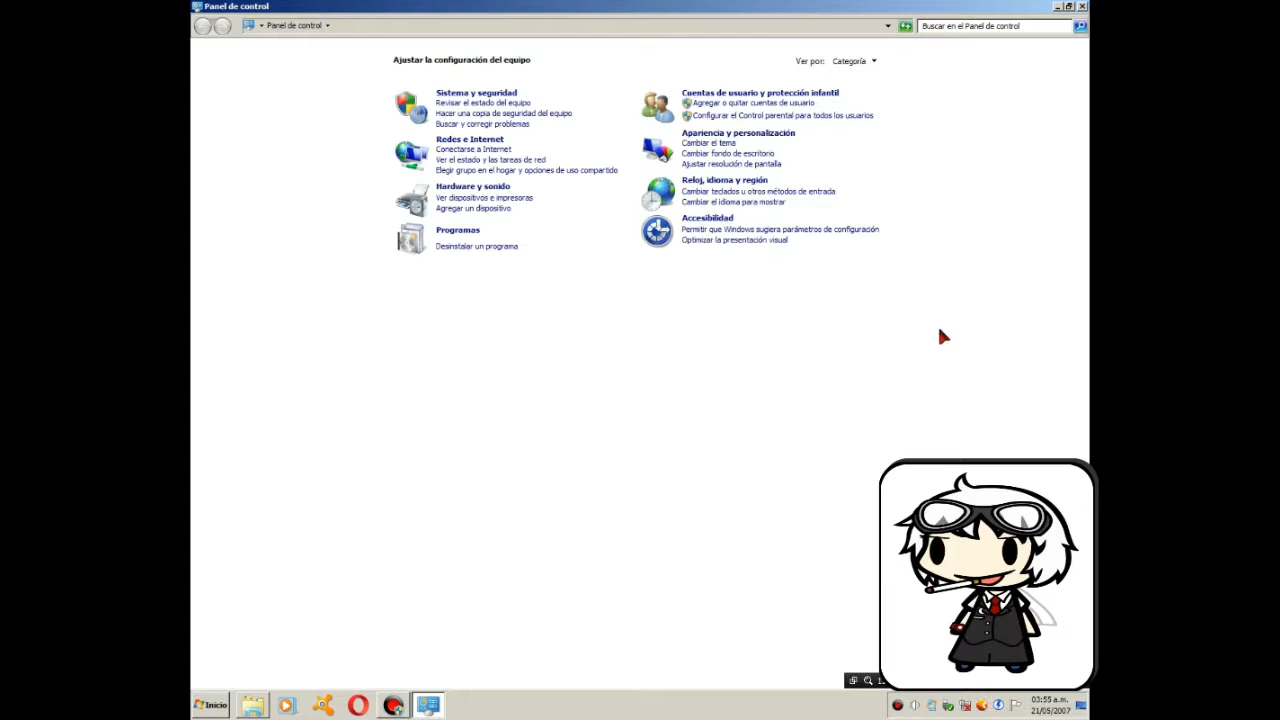 Panel de control
Panel de control
Buscar en el Panel de control
Ajustar la configuración del equipo
Ver por: Categoría
Sistema y seguridad
Revisar el estado del equipo
Hacer una copia de seguridad del equipo
Buscar y corregir problemas
Redes e Internet
Conectarse a Internet
Ver el estado y las tareas de red
Elegir grupo en el hogar y opciones de uso compartido
Hardware y sonido
Ver dispositivos e impresoras
Agregar un dispositivo
Programas
Desinstalar un programa
Cuentas de usuario y protección infantil
Agregar o quitar cuentas de usuario
Configurar el Control parental para todos los usuarios
Apariencia y personalización
Cambiar el tema
Cambiar fondo de escritorio
Ajustar resolución de pantalla
Reloj, idioma y región
Cambiar teclados u otros métodos de entrada
Cambiar el idioma para mostrar
Accesibilidad
Permitir que Windows sugiera parámetros de configuración
Optimizar la presentación visual
Inicio
03:55 a.m.
21/05/2007